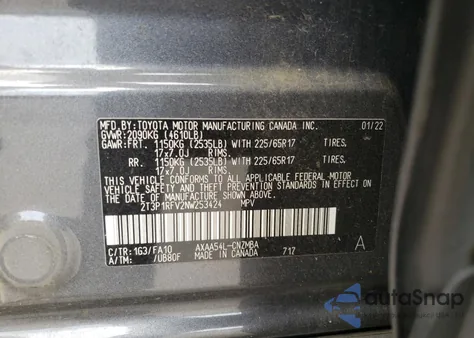 MFD. BY: TOYOTA MOTOR MANUFACTURING CANADA INC. 01/22
GVWR: 2090KG (4610LB)
GAWR: FRT. 1150KG (2535LB) WITH 225/65R17 TIRES,
17x7.0J RIMS.
RR. 1150KG (2535LB) WITH 225/65R17 TIRES,
17x7.0J RIMS.
THIS VEHICLE CONFORMS TO ALL APPLICABLE FEDERAL MOTOR
VEHICLE SAFETY STANDARDS IN EFFECT ON THE DATE OF
MANUFACTURE SHOWN ABOVE.
2T3P1RFV2NW253424 MPV
C/TR: 1G3/FA10 AXAA54L-CNZMBA A
A/TM: /UB80F MADE IN CANADA 717
AutoSnap